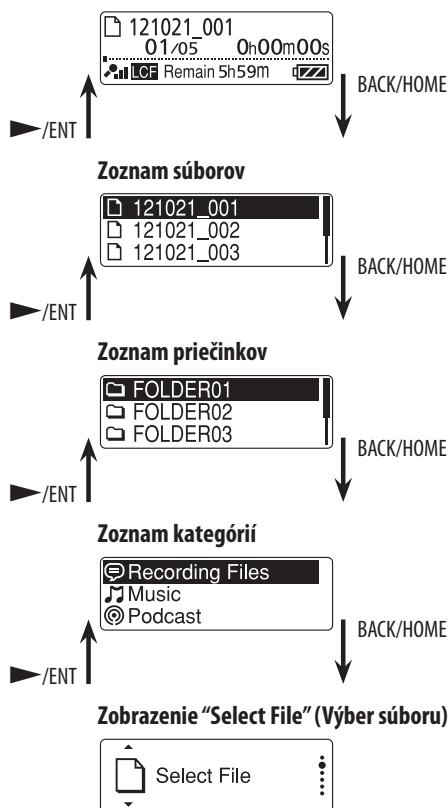 121021_001
01/05 0h00m00s
LCF Remain 5h59m
BACK/HOME
►/ENT
Zoznam súborov
121021_001
121021_002
121021_003
BACK/HOME
►/ENT
Zoznam priečinkov
FOLDER01
FOLDER02
FOLDER03
BACK/HOME
►/ENT
Zoznam kategórií
Recording Files
Music
Podcast
BACK/HOME
►/ENT
Zobrazenie “Select File” (Výber súboru)
Select File